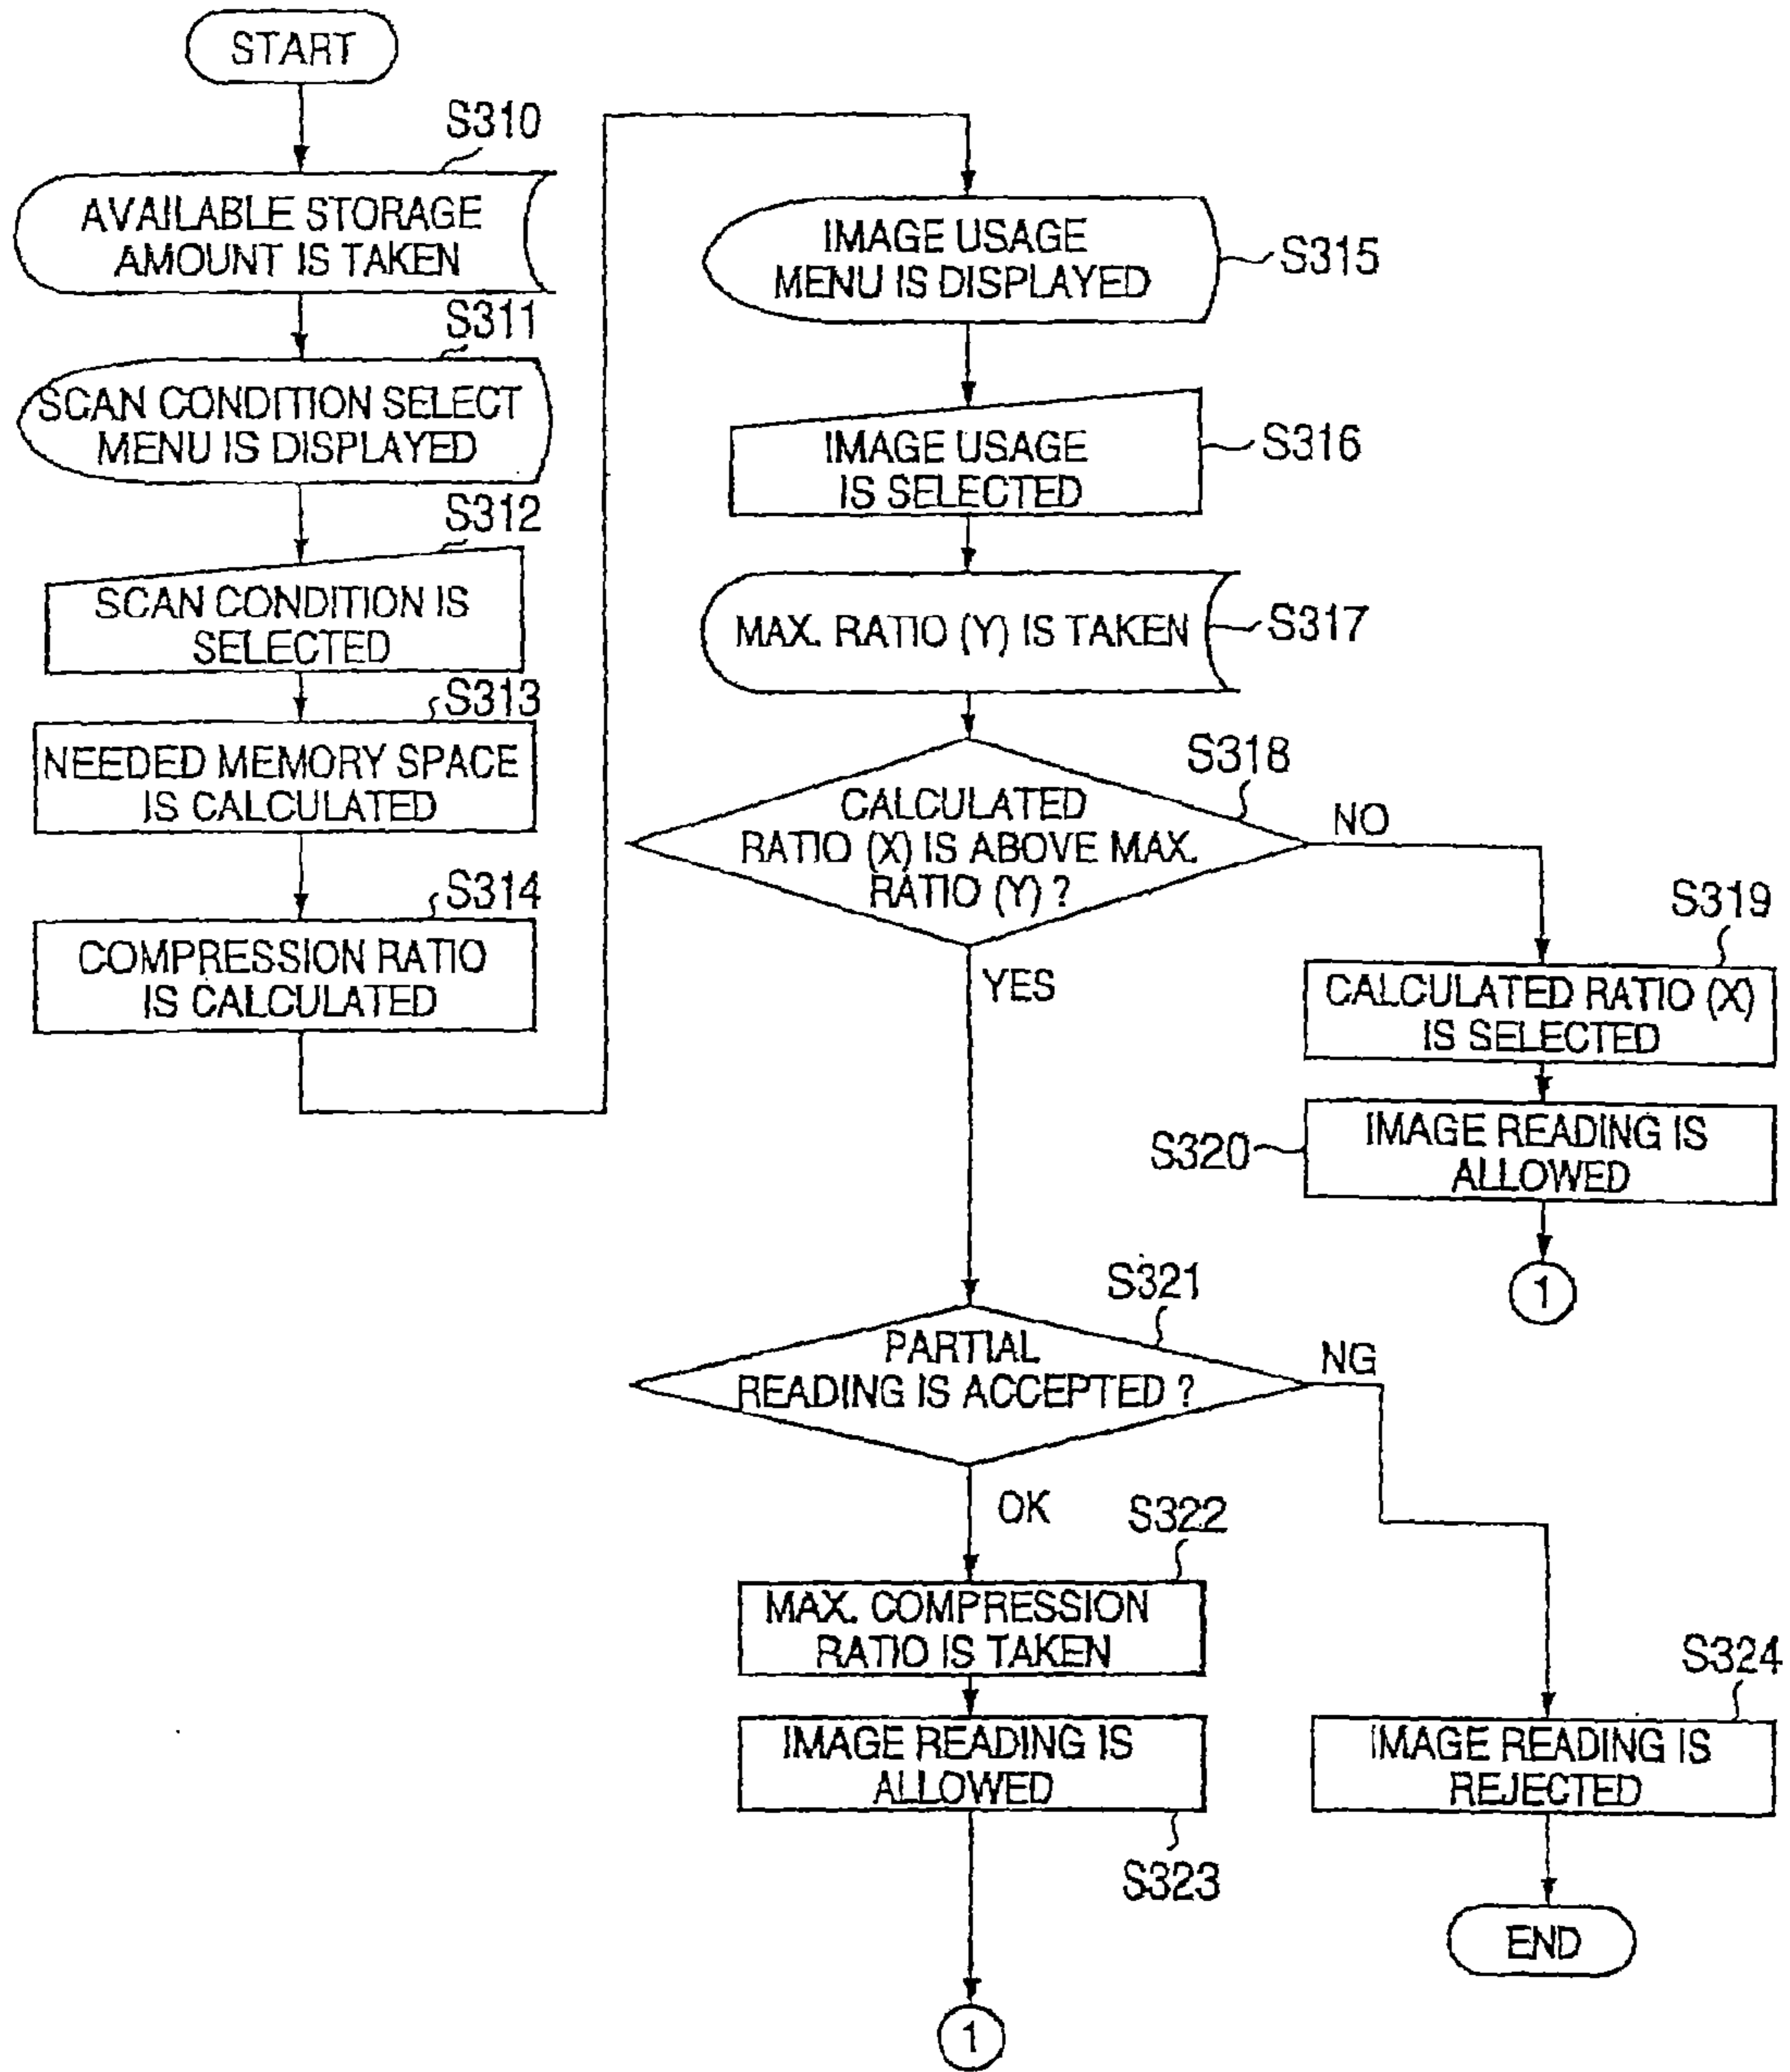 START
S310
AVAILABLE STORAGE
AMOUNT IS TAKEN
S311
SCAN CONDITION SELECT
MENU IS DISPLAYED
S312
SCAN CONDITION IS
SELECTED
S313
NEEDED MEMORY SPACE
IS CALCULATED
S314
COMPRESSION RATIO
IS CALCULATED
IMAGE USAGE
MENU IS DISPLAYED
S315
IMAGE USAGE
IS SELECTED
S316
MAX. RATIO (Y) IS TAKEN
S317
S318
CALCULATED
RATIO (X) IS ABOVE MAX.
RATIO (Y) ?
NO
YES
S319
CALCULATED RATIO (X)
IS SELECTED
S320
IMAGE READING IS
ALLOWED
1
S321
PARTIAL
READING IS ACCEPTED ?
NG
OK
S322
MAX. COMPRESSION
RATIO IS TAKEN
IMAGE READING IS
ALLOWED
S323
1
S324
IMAGE READING IS
REJECTED
END